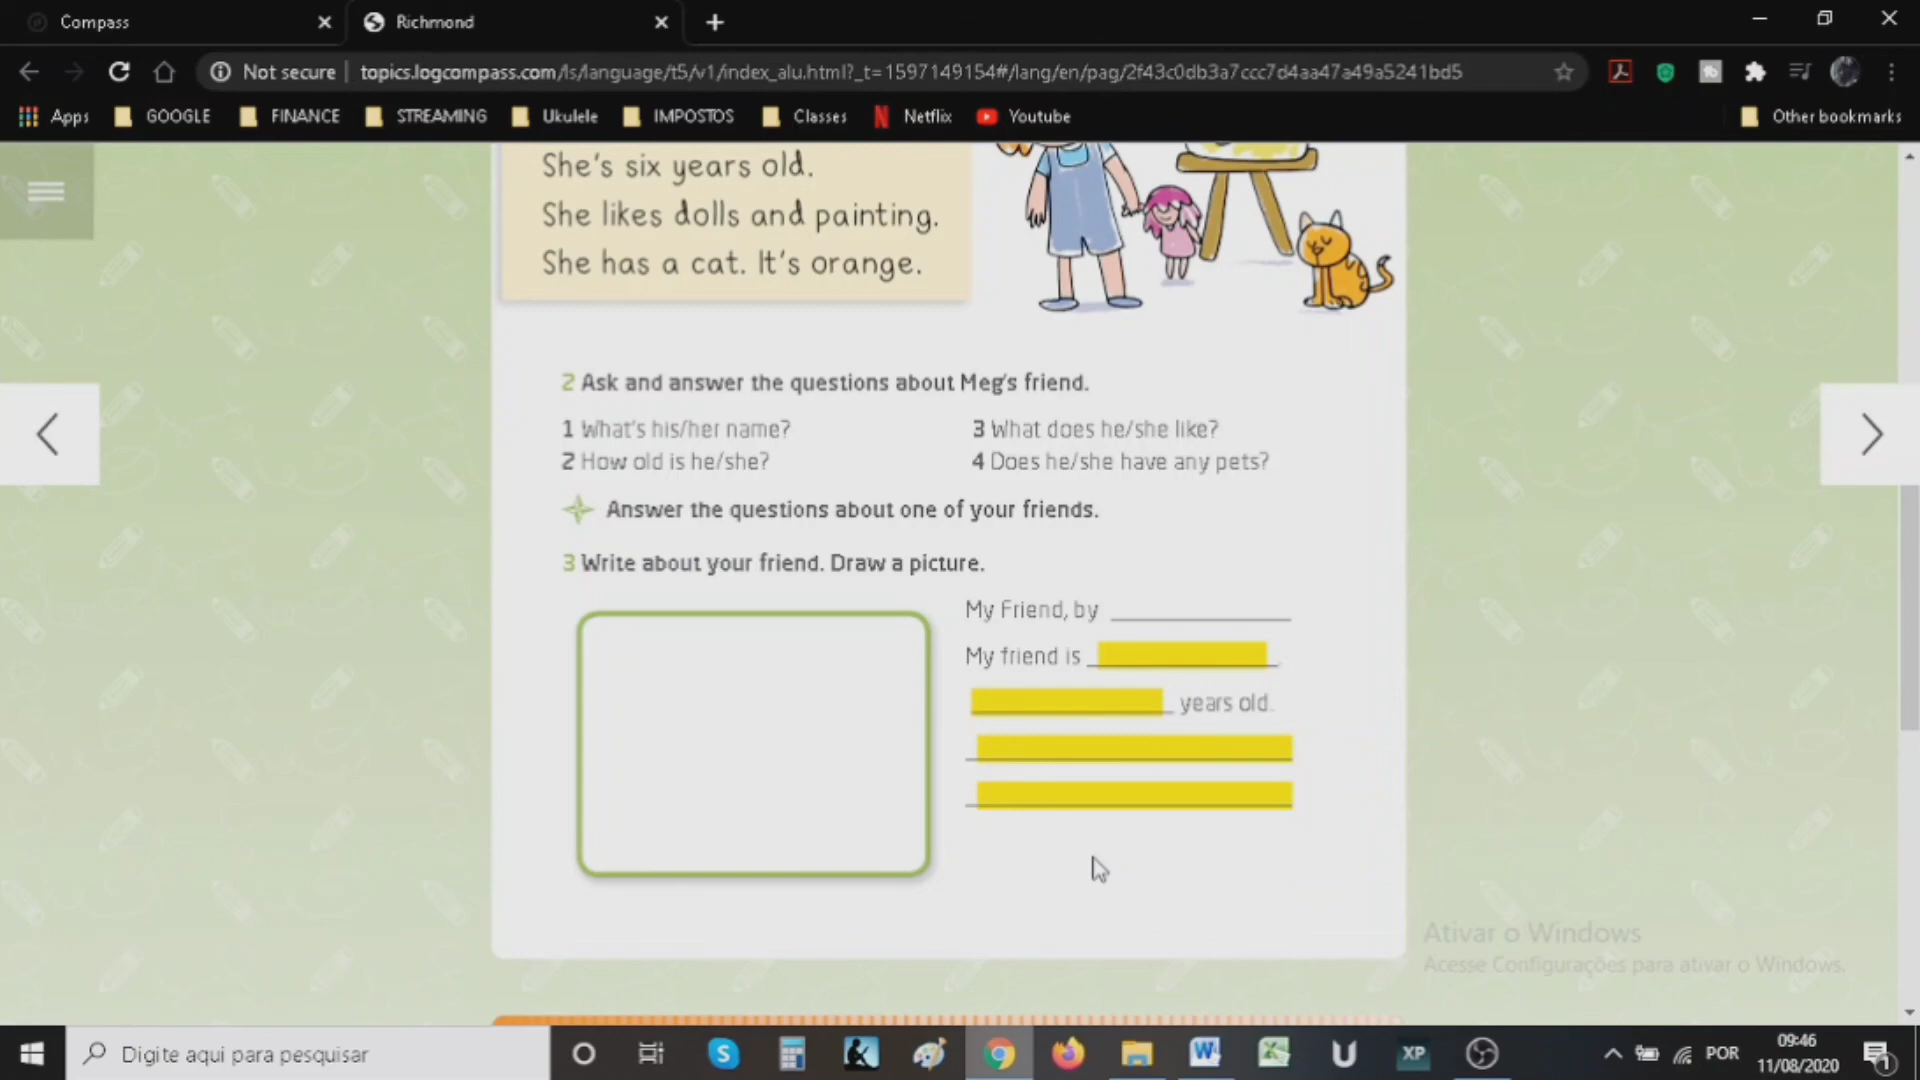 Compass
Richmond
Not secure
topics.logcompass.com/ls/language/t5/v1/index_alu.html?_t=1597149154#/lang/en/pag/2f43c0db3a7ccc7d4aa47a49a5241bd5
Apps
GOOGLE
FINANCE
STREAMING
Ukulele
IMPOSTOS
Classes
Netflix
Youtube
Other bookmarks
She's six years old.
She likes dolls and painting.
She has a cat. It's orange.
2 Ask and answer the questions about Meg's friend.
1 What's his/her name?
3 What does he/she like?
2 How old is he/she?
4 Does he/she have any pets?
Answer the questions about one of your friends.
3 Write about your friend. Draw a picture.
My Friend, by
My friend is
years old.
Ativar o Windows
Acesse Configurações para ativar o Windows.
Digite aqui para pesquisar
XP
POR
09:46
11/08/2020
1